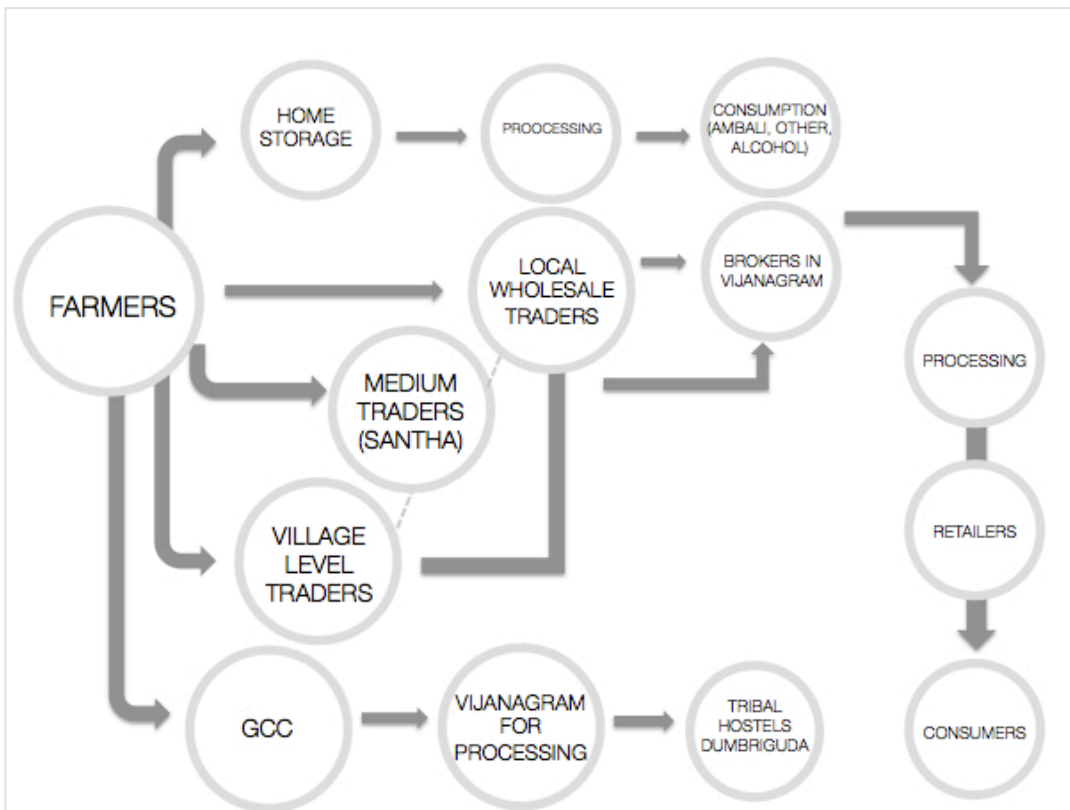 HOME
STORAGE
PROOCESSING
CONSUMPTION
(AMBALI, OTHER,
ALCOHOL)
FARMERS
LOCAL
WHOLESALE
TRADERS
BROKERS IN
VIJANAGRAM
PROCESSING
MEDIUM
TRADERS
(SANTHA)
RETAILERS
VILLAGE
LEVEL
TRADERS
GCC
VIJANAGRAM
FOR
PROCESSING
TRIBAL
HOSTELS
DUMBRIGUDA
CONSUMERS